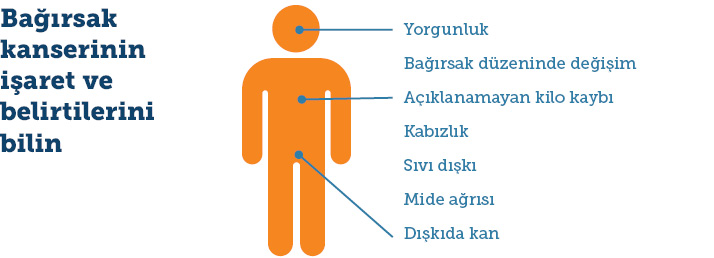 Bağırsak
kanserinin
işaret ve
belirtilerini
bilin
Yorgunluk
Bağırsak düzeninde değişim
Açıklanamayan kilo kaybı
Kabızlık
Sıvı dışkı
Mide ağrısı
Dışkıda kan